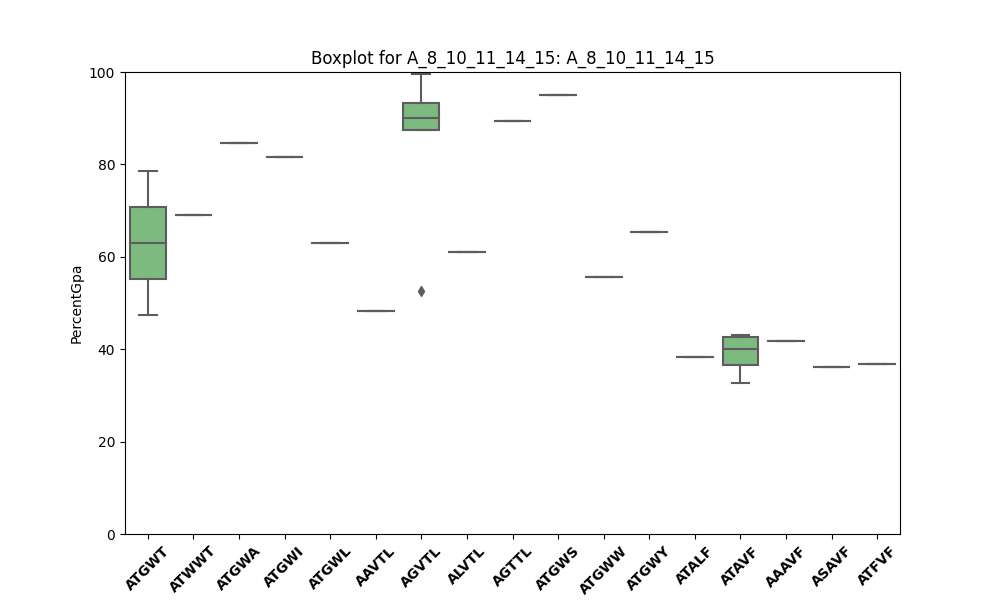 Boxplot for A_8_10_11_14_15: A_8_10_11_14_15
PercentGpa
100
80
60
40
20
0
ATGWT ATWWT ATGWA ATGWI ATGWL AAVTL AGVTL ALVTL AGTTL ATGWS ATGWW ATGWY ATALF ATAVF AAAVF ASAVF ATFVF